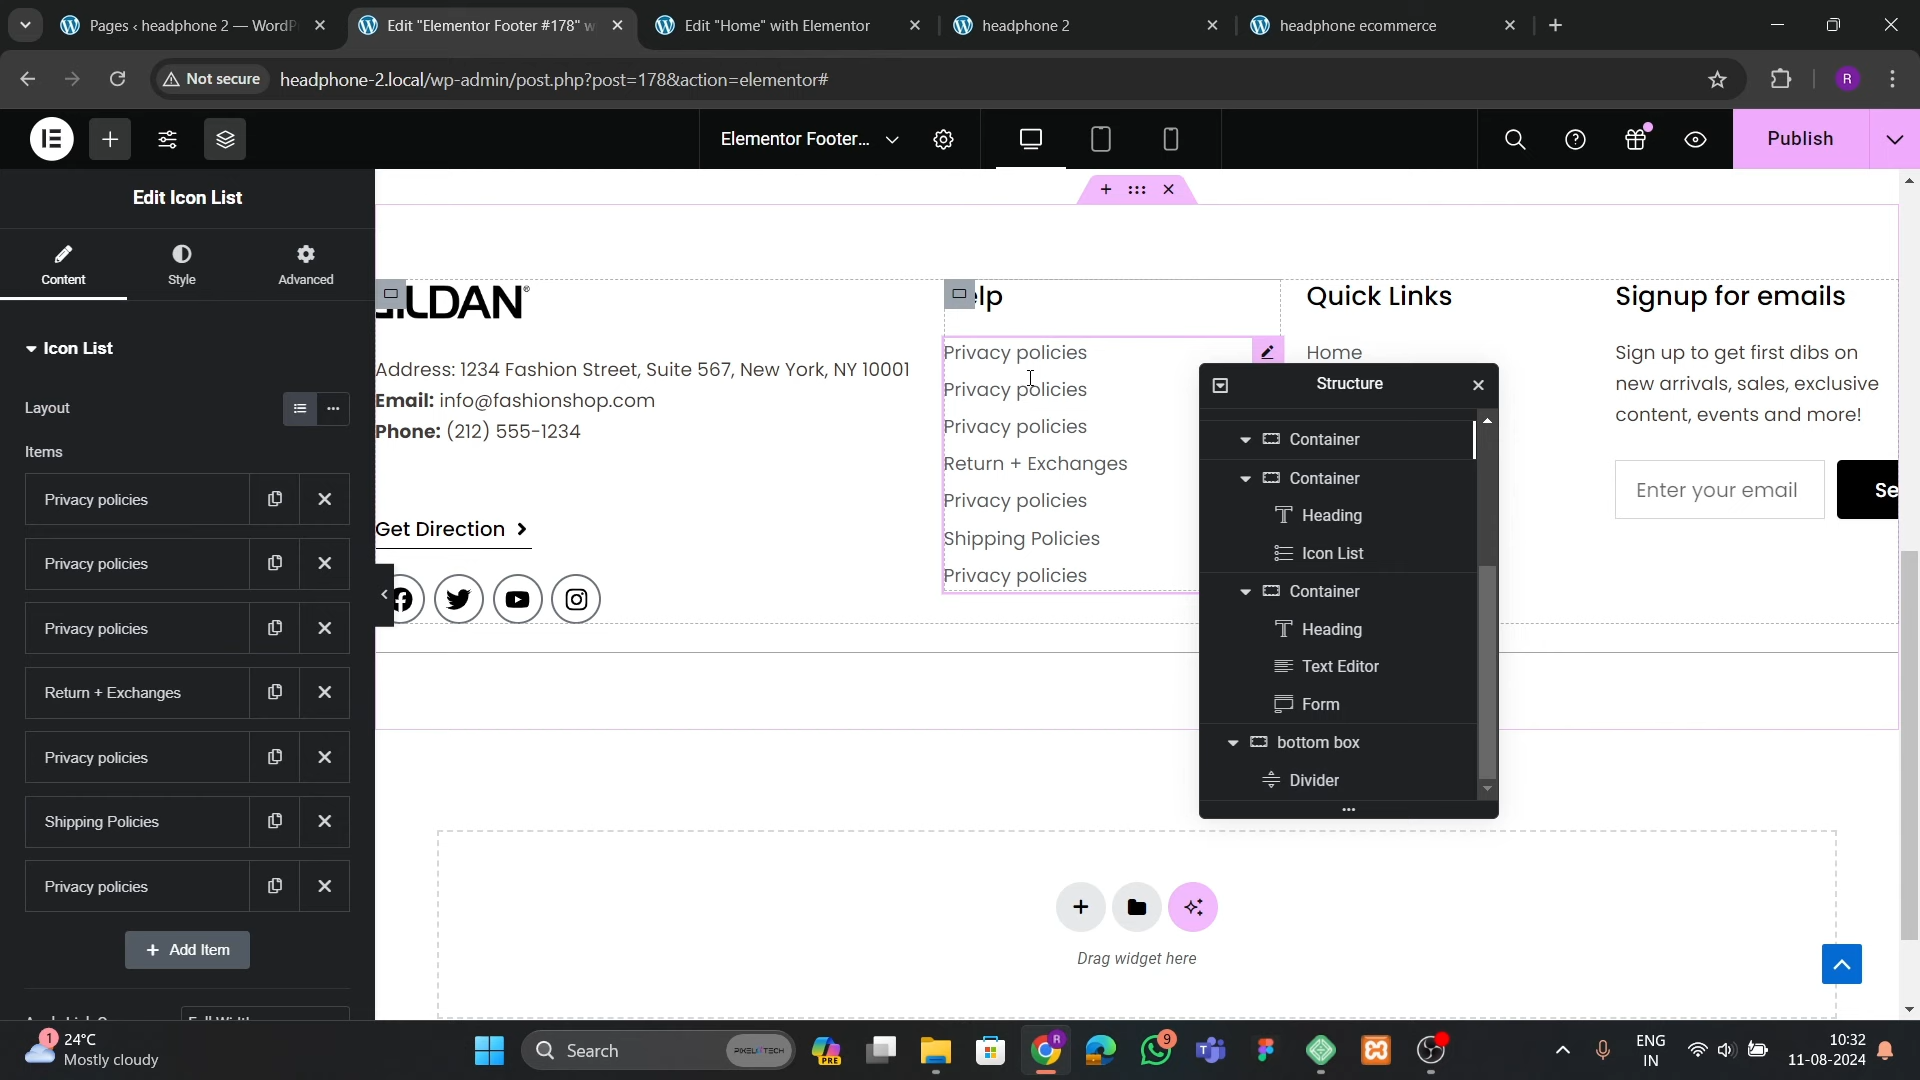 Pages ‹ headphone 2 — WordP
Edit "Elementor Footer #178" w
Edit "Home" with Elementor
headphone 2
headphone ecommerce
Not secure
headphone-2.local/wp-admin/post.php?post=178&action=elementor#
R
Elementor Footer...
Publish
Edit Icon List
Content
Style
Advanced
Icon List
Layout
Items
Privacy policies
Privacy policies
Privacy policies
Return + Exchanges
Privacy policies
Shipping Policies
Privacy policies
+ Add Item
ILDAN®
Address: 1234 Fashion Street, Suite 567, New York, NY 10001
Email: info@fashionshop.com
Phone: (212) 555-1234
Get Direction
elp
Privacy policies
Privacy policies
Privacy policies
Return + Exchanges
Privacy policies
Shipping Policies
Privacy policies
Quick Links
Home
Signup for emails
Sign up to get first dibs on
new arrivals, sales, exclusive
content, events and more!
Enter your email
Se
Structure
Container
Container
Heading
Icon List
Container
Heading
Text Editor
Form
bottom box
Divider
Drag widget here
1
24°C
Mostly cloudy
Search
PIXEL TECH
PRE
R
9
ENG
IN
10:32
11-08-2024